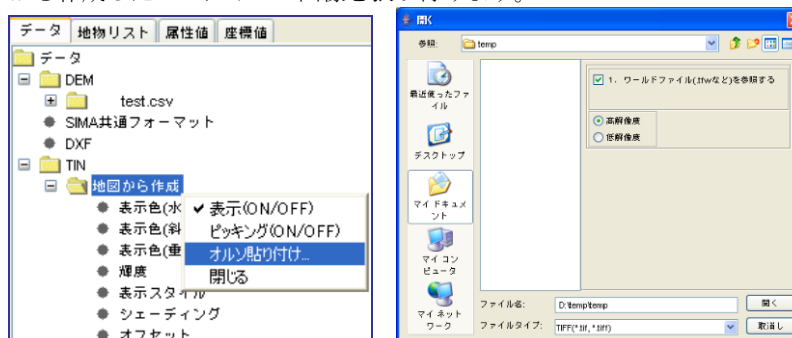 データ 地物リスト 属性値 座標値
データ
DEM
test.csv
SIMA共通フォーマット
DXF
TIN
地図から作成
表示色(水
表示色(斜
表示色(垂
輝度
表示スタイル
シェーディング
オフセット
表示(ON/OFF)
ピッキング(ON/OFF)
オルソ貼り付け...
閉じる
開く
参照: temp
最近使ったファ
イル
デスクトップ
マイ ドキュメ
ント
マイ コン
ピュータ
マイ ネット
ワーク
1. ワールドファイル(.tfwなど)を参照する
高解像度
低解像度
ファイル名: D:\temp\temp 開く
ファイルタイプ: TIFF(*.tif, *.tiff) 取消し